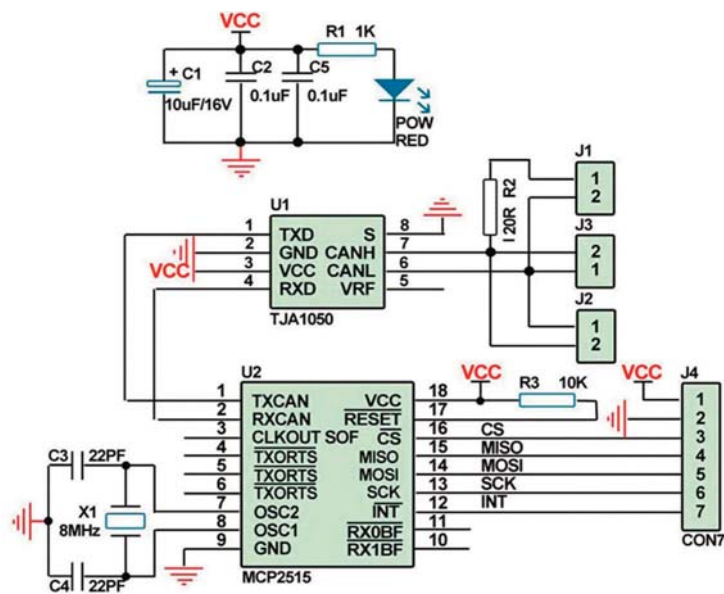 VCC
R1 1K
+ C1
10uF/16V
C2
0.1uF
C5
0.1uF
POW
RED
J1
1
2
R2
120R
J3
2
1
J2
1
2
U1
1 TXD S 8
2 GND CANH 7
3 VCC CANL 6
4 RXD VRF 5
VCC
TJA1050
U2
1 TXCAN VCC 18
2 RXCAN RESET 17
3 CLKOUT SOF CS 16
4 TXORTS MISO 15
5 TXORTS MOSI 14
6 TXORTS SCK 13
7 OSC2 INT 12
8 OSC1 RX0BF 11
9 GND RX1BF 10
MCP2515
VCC
R3 10K
CS
MISO
MOSI
SCK
INT
VCC
J4
1
2
3
4
5
6
7
CON7
C3 22PF
X1
8MHz
C4 22PF